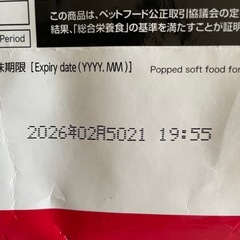 この商品は、ペットフード公正取引協議会の定
結果、「総合栄養食」の基準を満たすことが証明
Period
味期限 [Expiry date (YYYY. MM)]
Popped soft food for
2026年02月5021 19:55